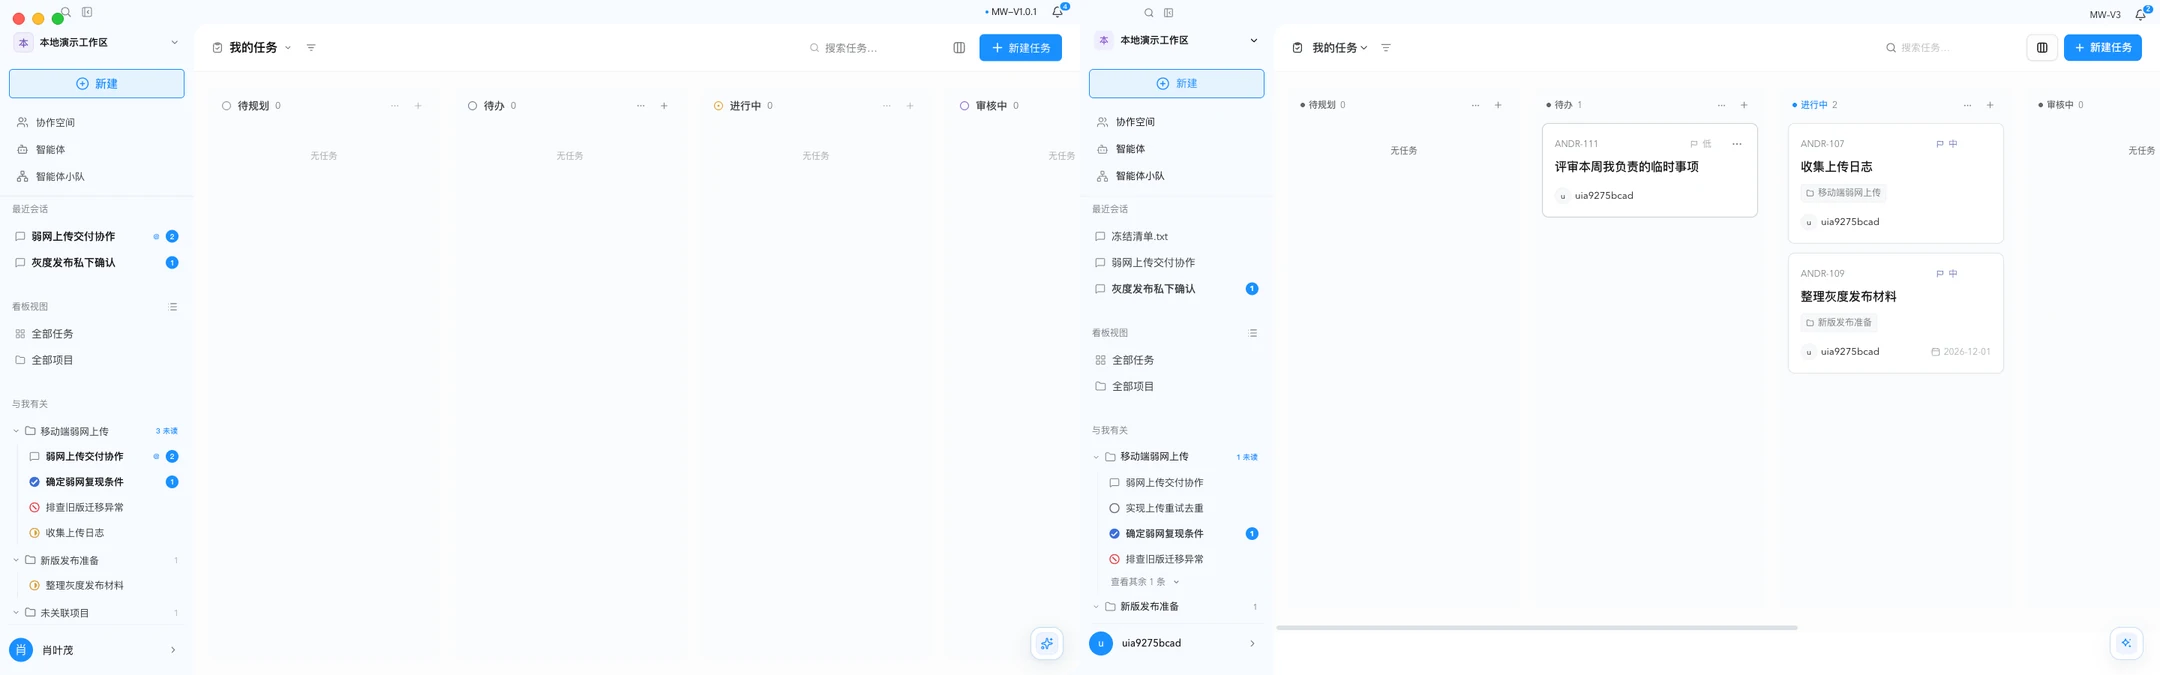 MW-V1.0.1
4
本 本地演示工作区
我的任务
搜索任务...
新建任务
新建
协作空间
智能体
智能体小队
最近会话
弱网上传交付协作 @ 2
灰度发布私下确认 1
看板视图
全部任务
全部项目
与我有关
移动端弱网上传 3 未读
弱网上传交付协作 @ 2
确定弱网复现条件 1
排查旧版迁移异常
收集上传日志
新版发布准备 1
整理灰度发布材料
未关联项目 1
肖 肖叶茂
待规划 0
无任务
待办 0
无任务
进行中 0
无任务
审核中 0
无任务
MW-V3
2
本 本地演示工作区
我的任务
搜索任务...
新建任务
新建
协作空间
智能体
智能体小队
最近会话
冻结清单.txt
弱网上传交付协作
灰度发布私下确认 1
看板视图
全部任务
全部项目
与我有关
移动端弱网上传 1 未读
弱网上传交付协作
实现上传重试去重
确定弱网复现条件 1
排查旧版迁移异常
查看其余 1 条
新版发布准备 1
u uia9275bcad
待规划 0
无任务
待办 1
ANDR-111 低
评审本周我负责的临时事项
u uia9275bcad
进行中 2
ANDR-107 中
收集上传日志
移动端弱网上传
u uia9275bcad
ANDR-109 中
整理灰度发布材料
新版发布准备
u uia9275bcad 2026-12-01
审核中 0
无任务